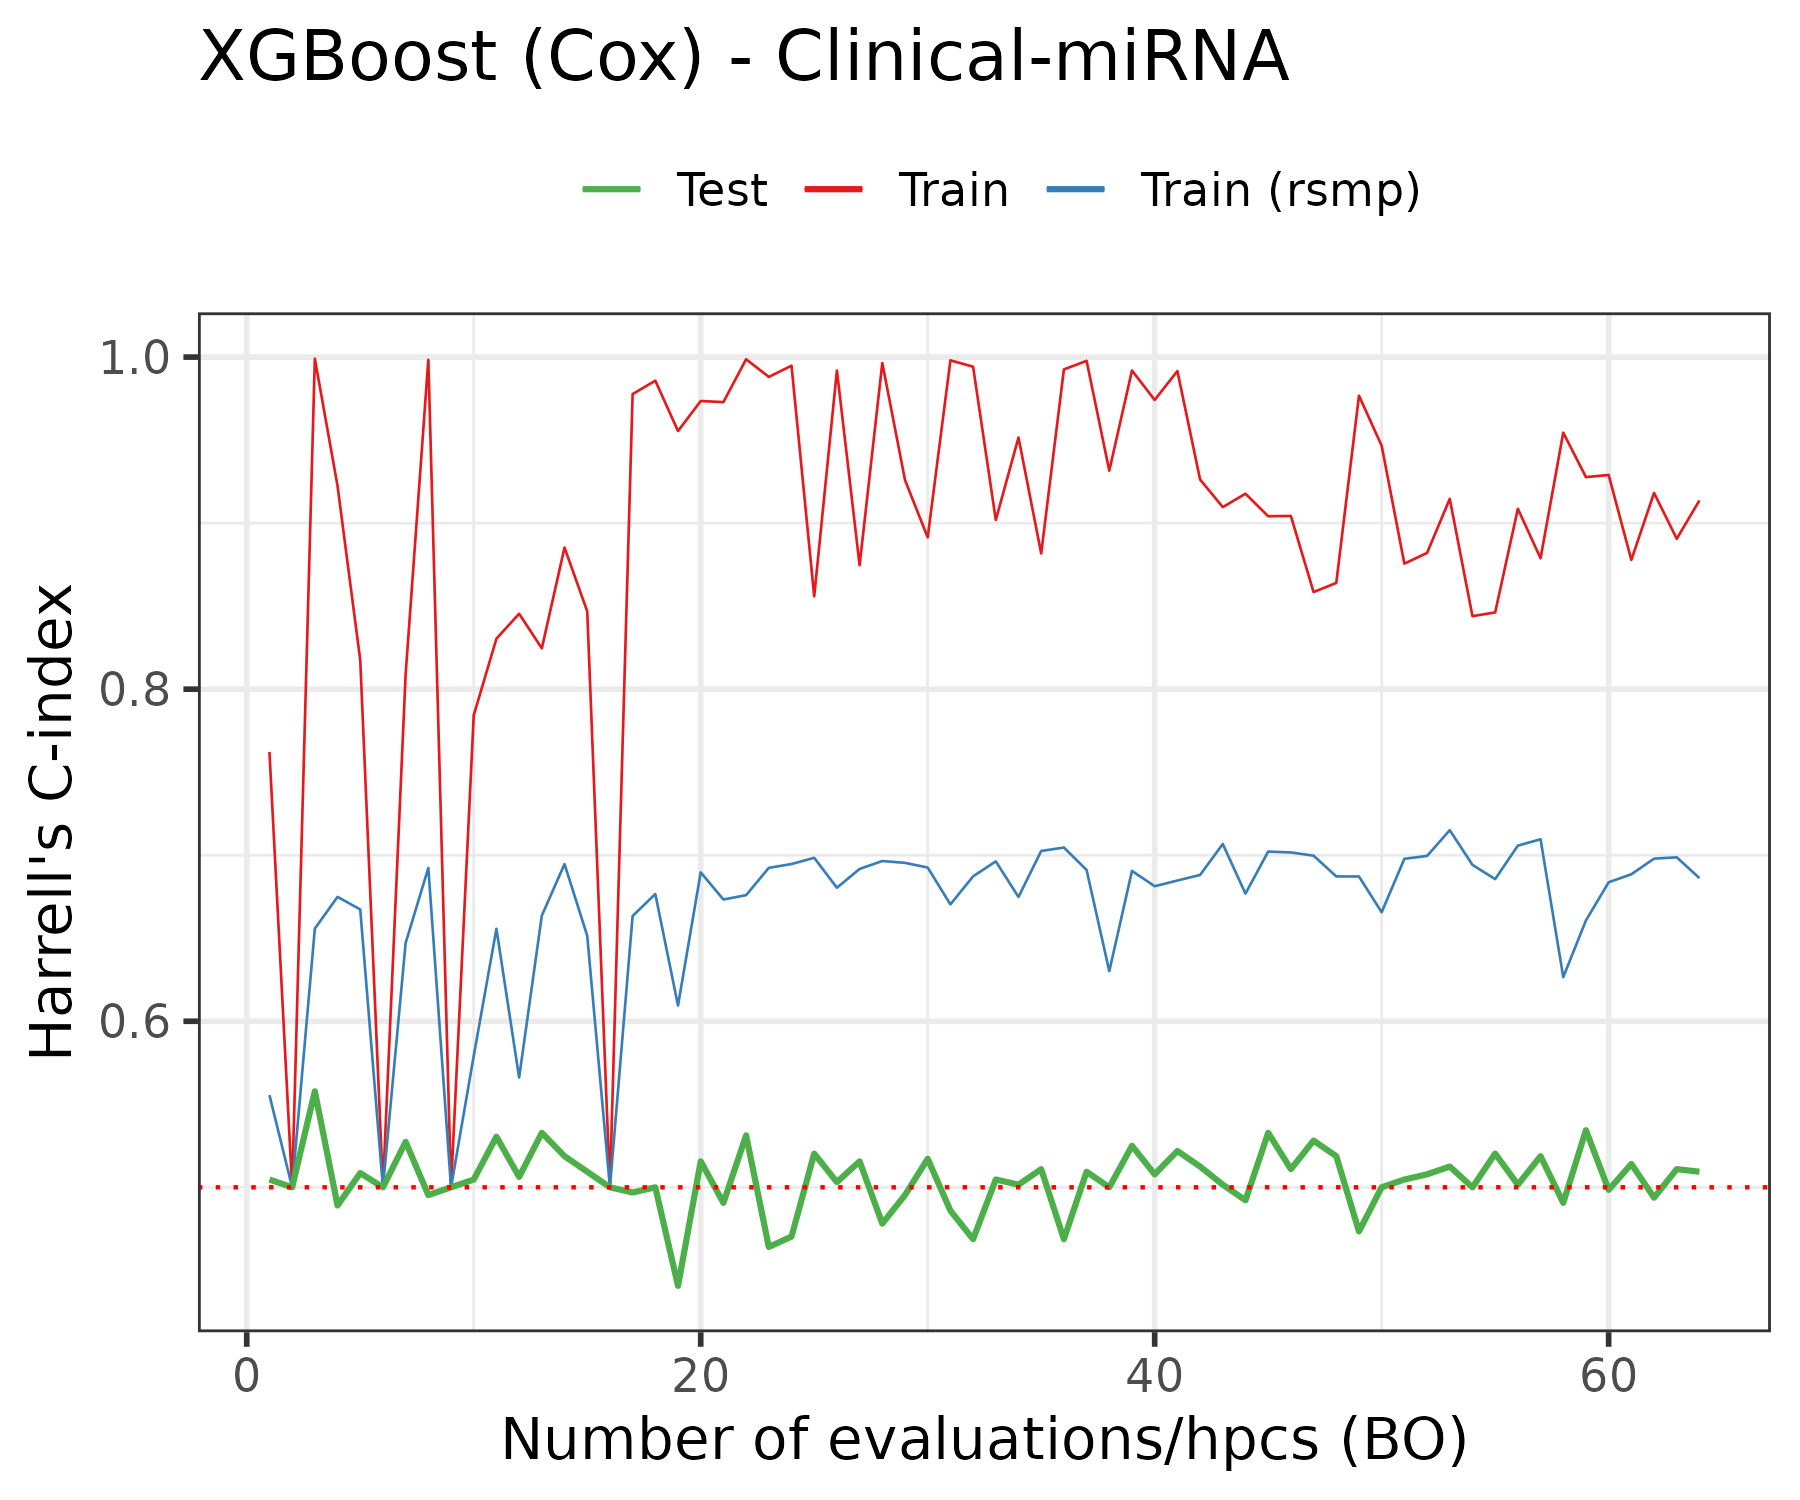 XGBoost (Cox) - Clinical-miRNA
Test Train Train (rsmp)
Harrell's C-index
1.0
0.8
0.6
0 20 40 60
Number of evaluations/hpcs (BO)